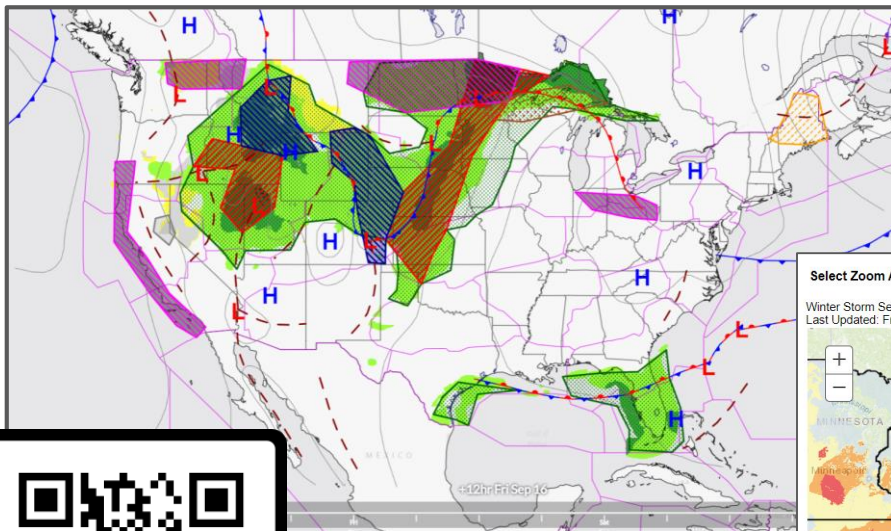 H
H
L
L
H
H
L
L
L
H
L
L
H
H
H
L
L
L
L
H
MEXICO
+12hr Fri Sep 16
Select Zoom A
Winter Storm Se
Last Updated: F
+
−
MINNESOTA
Minneapolis